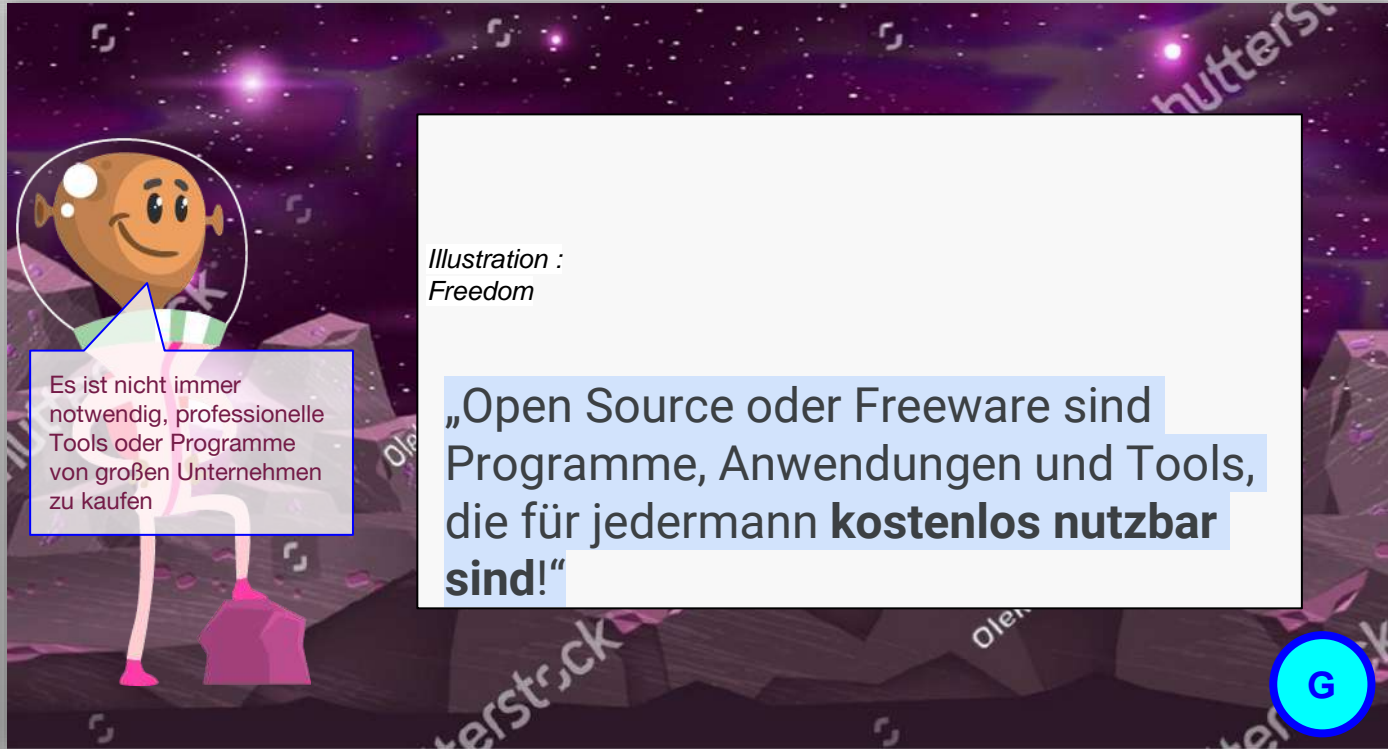 Es ist nicht immer
notwendig, professionelle
Tools oder Programme
von großen Unternehmen
zu kaufen
Illustration :
Freedom
„Open Source oder Freeware sind
Programme, Anwendungen und Tools,
die für jedermann kostenlos nutzbar
sind!“
G